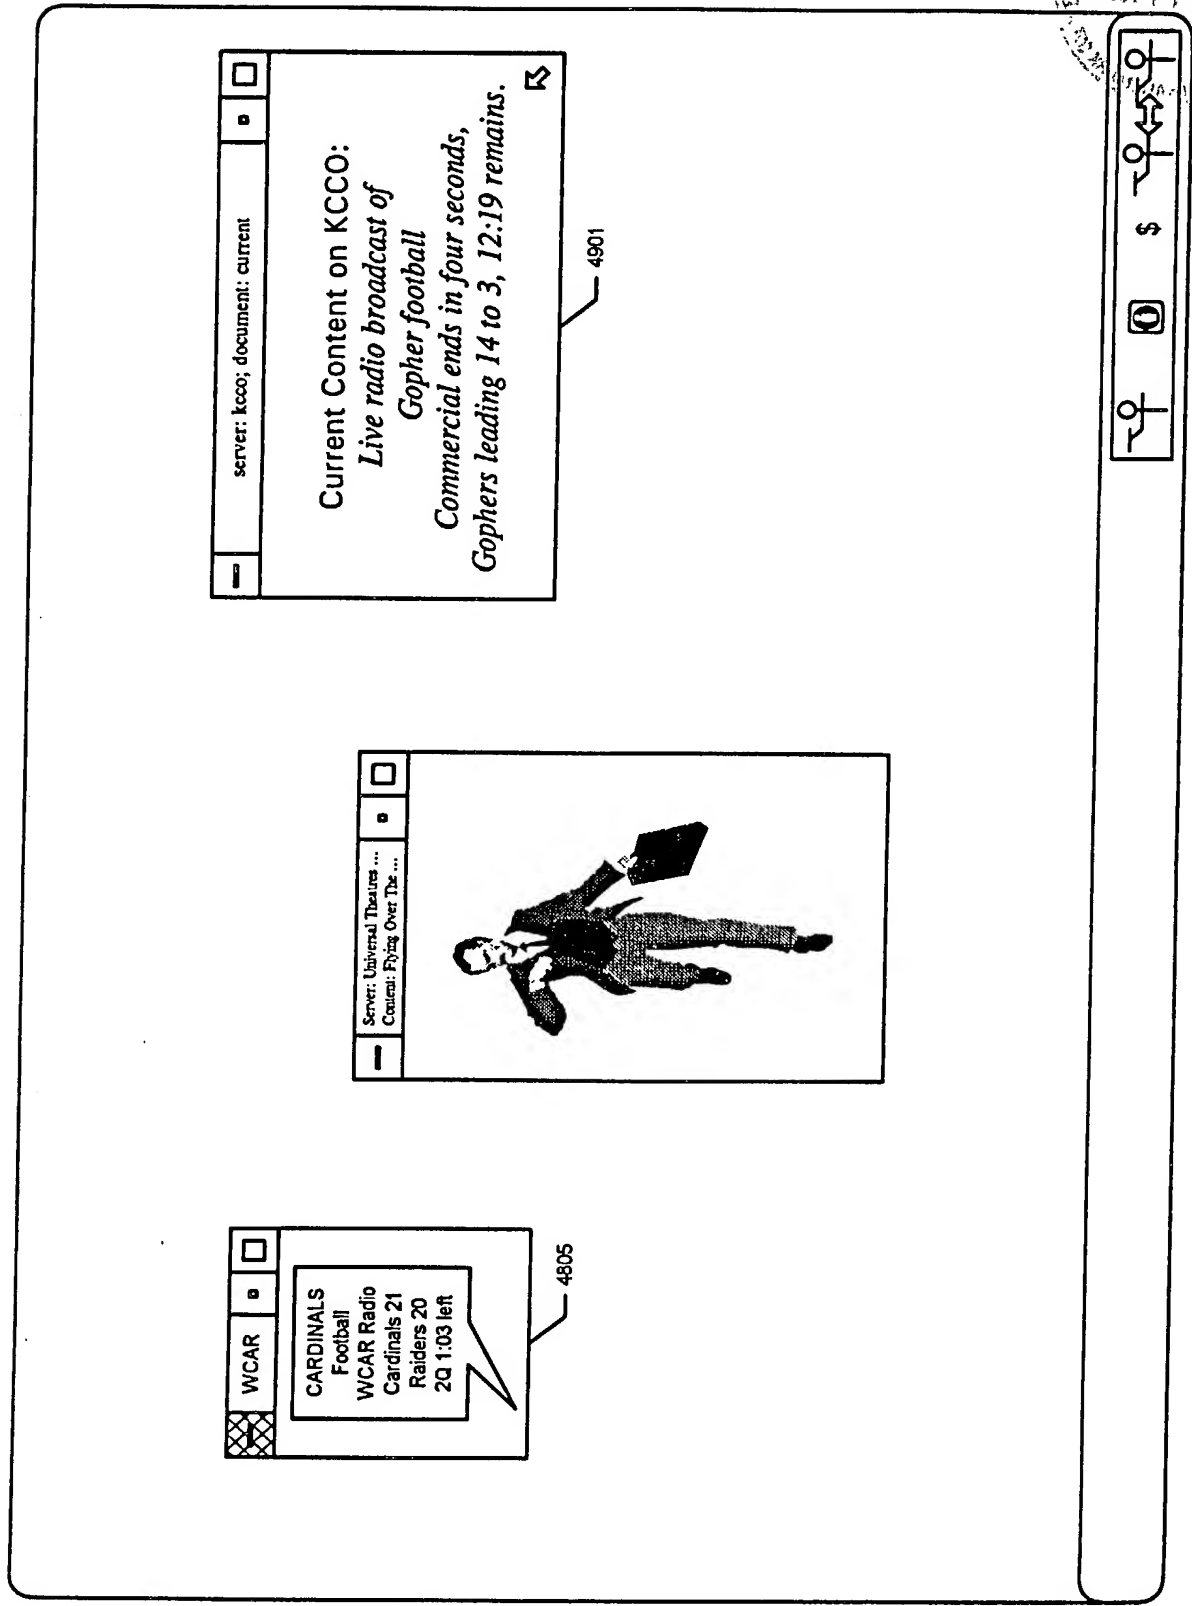 WCAR
CARDINALS
Football
WCAR Radio
Cardinals 21
Raiders 20
2Q 1:03 left
4805
Server: Universal Theatres ...
Content: Flying Over The ...
server: kcco; document: current
Current Content on KCCO:
Live radio broadcast of
Gopher football
Commercial ends in four seconds,
Gophers leading 14 to 3, 12:19 remains.
4901
$